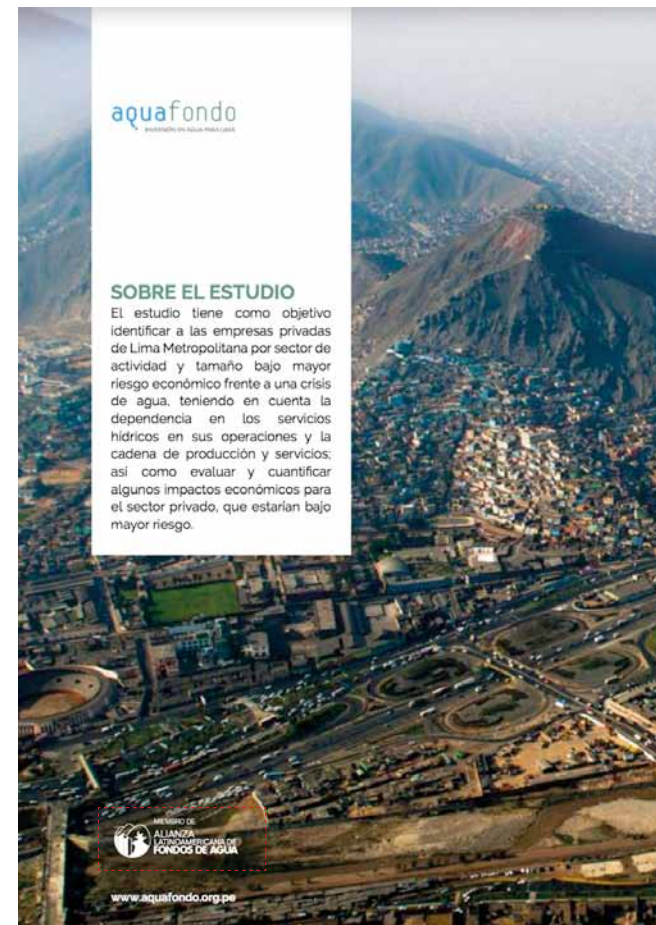 aquafondo
INVERSIÓN EN AGUA PARA LIMA
SOBRE EL ESTUDIO
El estudio tiene como objetivo
identificar a las empresas privadas
de Lima Metropolitana por sector de
actividad y tamaño bajo mayor
riesgo económico frente a una crisis
de agua, teniendo en cuenta la
dependencia en los servicios
hídricos en sus operaciones y la
cadena de producción y servicios;
así como evaluar y cuantificar
algunos impactos económicos para
el sector privado, que estarían bajo
mayor riesgo.
MIEMBRO DE:
ALIANZA
LATINOAMERICANA DE
FONDOS DE AGUA
www.aquafondo.org.pe